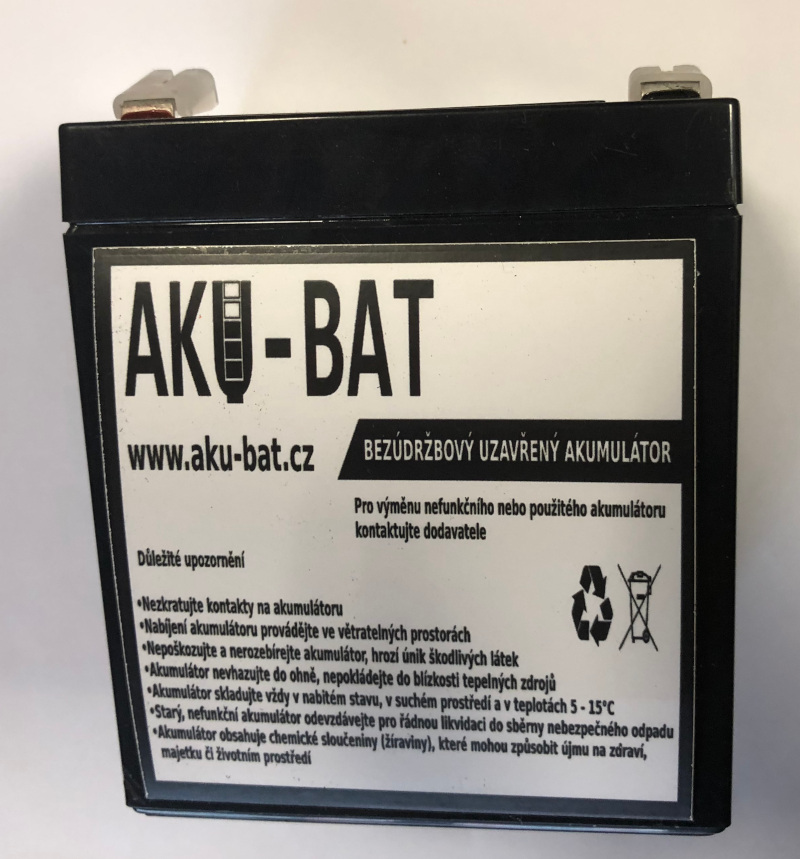 AKU-BAT
www.aku-bat.cz
BEZÚDRŽBOVÝ UZAVŘENÝ AKUMULÁTOR
Pro výměnu nefunkčního nebo použitého akumulátoru
kontaktujte dodavatele
Důležité upozornění
•Nezkratujte kontakty na akumulátoru
•Nabíjení akumulátoru provádějte ve větratelných prostorách
•Nepoškozujte a nerozebírejte akumulátor, hrozí únik škodlivých látek
•Akumulátor nevhazujte do ohně, nepokládejte do blízkosti tepelných zdrojů
•Akumulátor skladujte vždy v nabitém stavu, v suchém prostředí a v teplotách 5 - 15°C
•Starý, nefunkční akumulátor odevzdávejte pro řádnou likvidaci do sběrny nebezpečného odpadu
•Akumulátor obsahuje chemické sloučeniny (žíraviny), které mohou způsobit újmu na zdraví,
majetku či životním prostředí